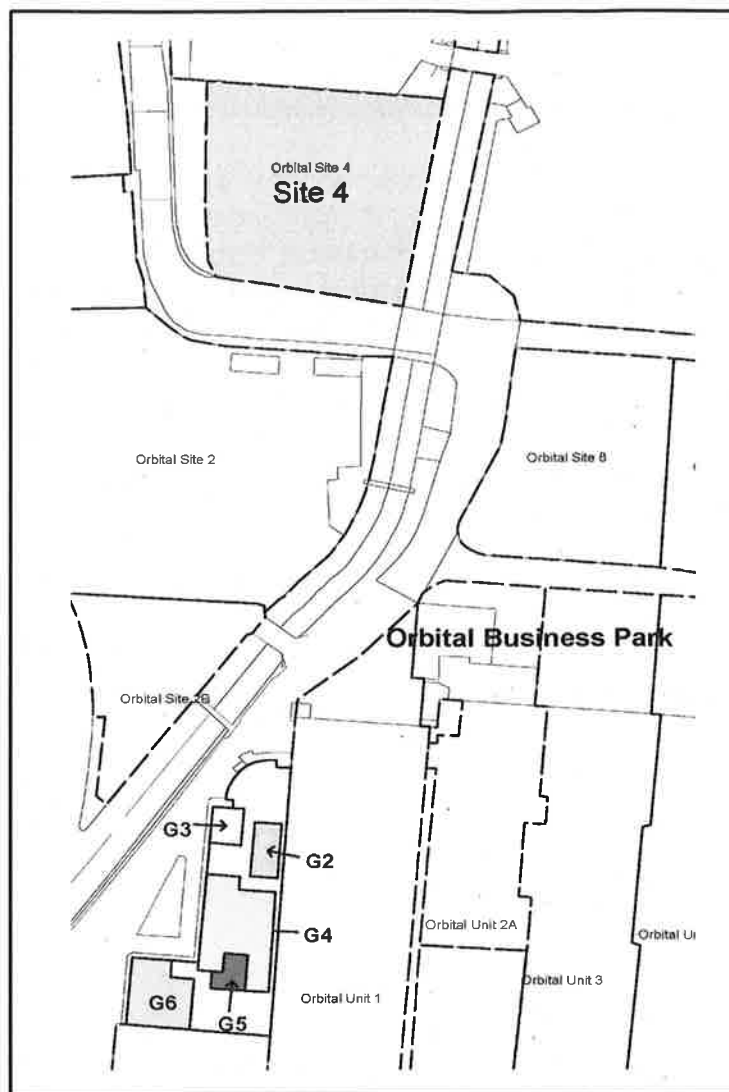 Orbital Site 4
Site 4
Orbital Site 2
Orbital Site 8
Orbital Business Park
Orbital Site 2B
G3
G2
G4
Orbital Unit 2A
Orbital
Orbital Unit 3
Orbital Unit 1
G6
G5